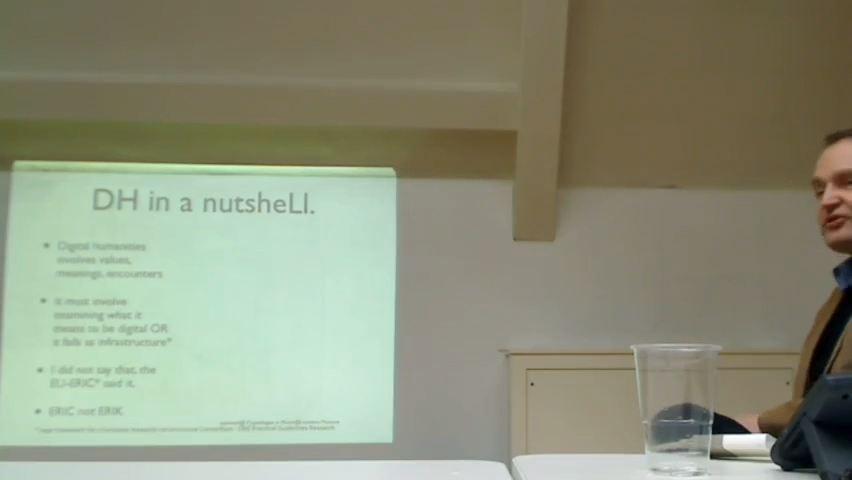 DH in a nutsheLl.
Digital humanities
involves values,
meanings, encounters
it must involve
examining what it
means to be digital OR
it fails as infrastructure*
I did not say that, the
EU-ERIC* said it.
ERIC not ERIK